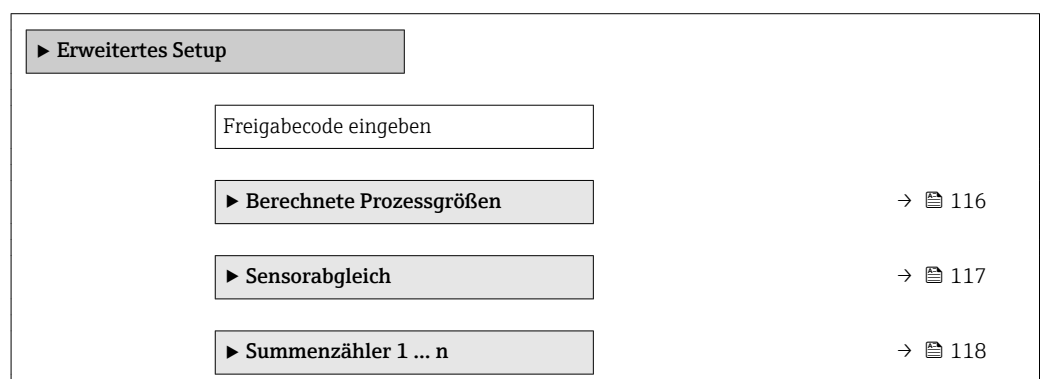 ▶ Erweitertes Setup
Freigabecode eingeben
▶ Berechnete Prozessgrößen → 116
▶ Sensorabgleich → 117
▶ Summenzähler 1 ... n → 118